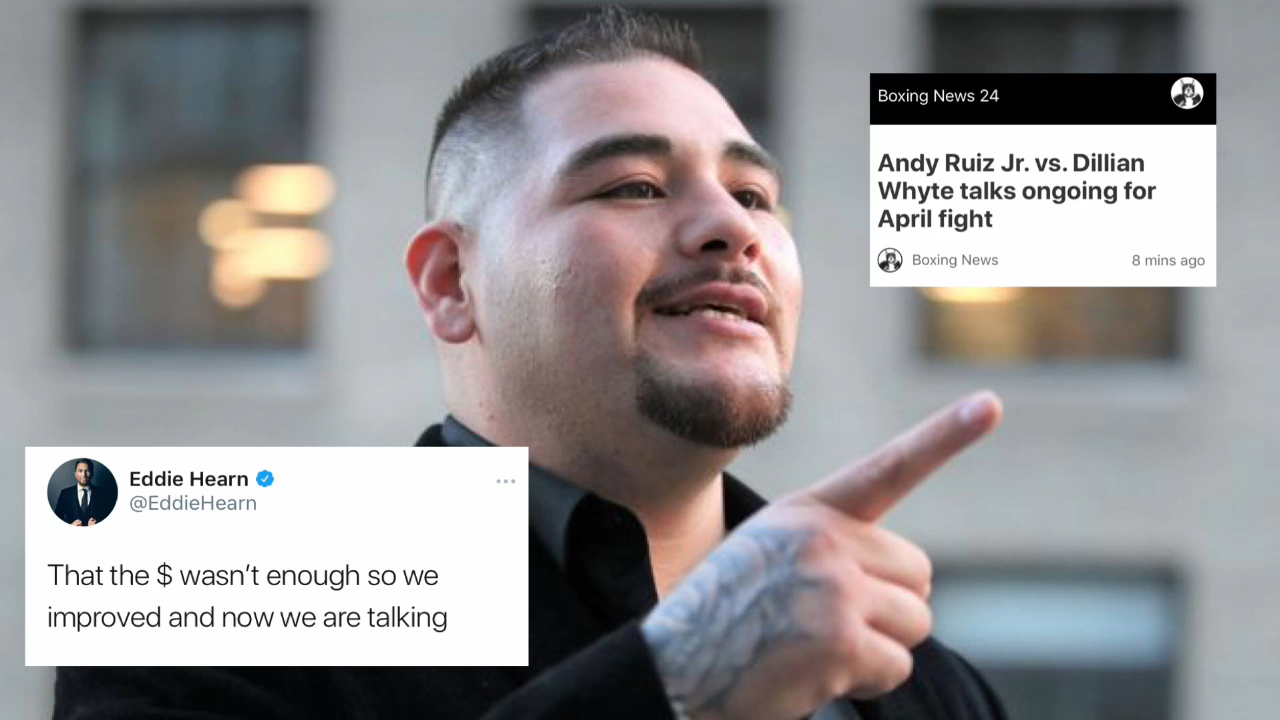 Boxing News 24
Andy Ruiz Jr. vs. Dillian
Whyte talks ongoing for
April fight
Boxing News 8 mins ago
Eddie Hearn
@EddieHearn
That the $ wasn’t enough so we
improved and now we are talking